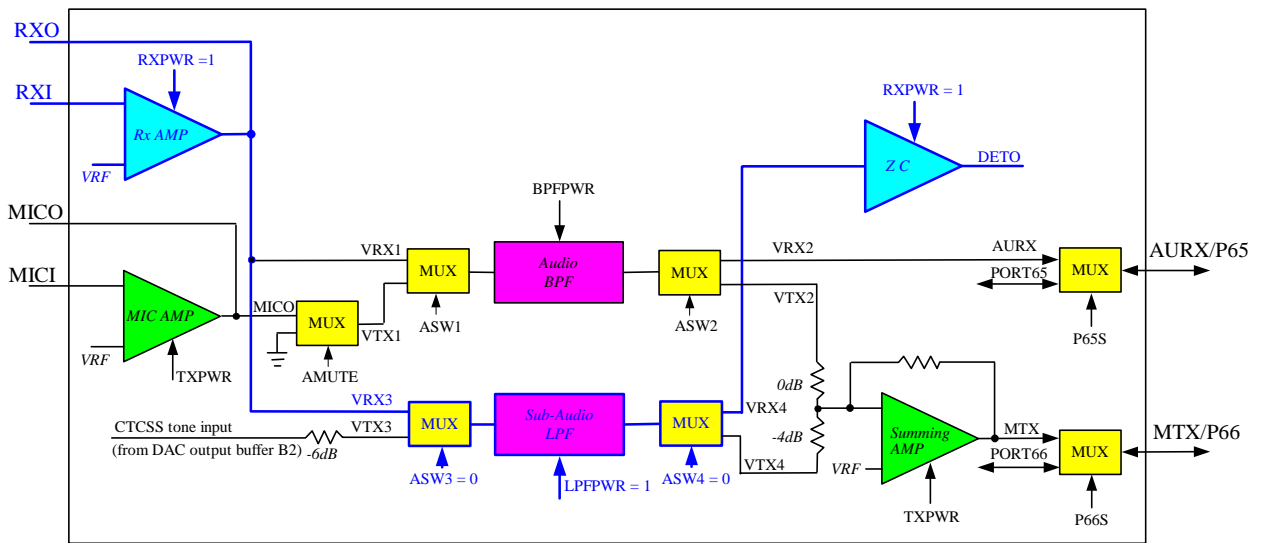 RXO
RXPWR =1
RXI
Rx AMP
VRF
RXPWR = 1
Z C
DETO
MICO
MICI
MIC AMP
VRF
TXPWR
MICO
MUX
AMUTE
VTX1
VRX1
MUX
ASW1
BPFPWR
Audio
BPF
MUX
ASW2
VRX2
VTX2
AURX
PORT65
MUX
P65S
AURX/P65
0dB
-4dB
CTCSS tone input
(from DAC output buffer B2)
-6dB
VRX3
VTX3
MUX
ASW3 = 0
Sub-Audio
LPF
LPFPWR = 1
MUX
ASW4 = 0
VRX4
VTX4
Summing
AMP
VRF
TXPWR
MTX
PORT66
MUX
P66S
MTX/P66